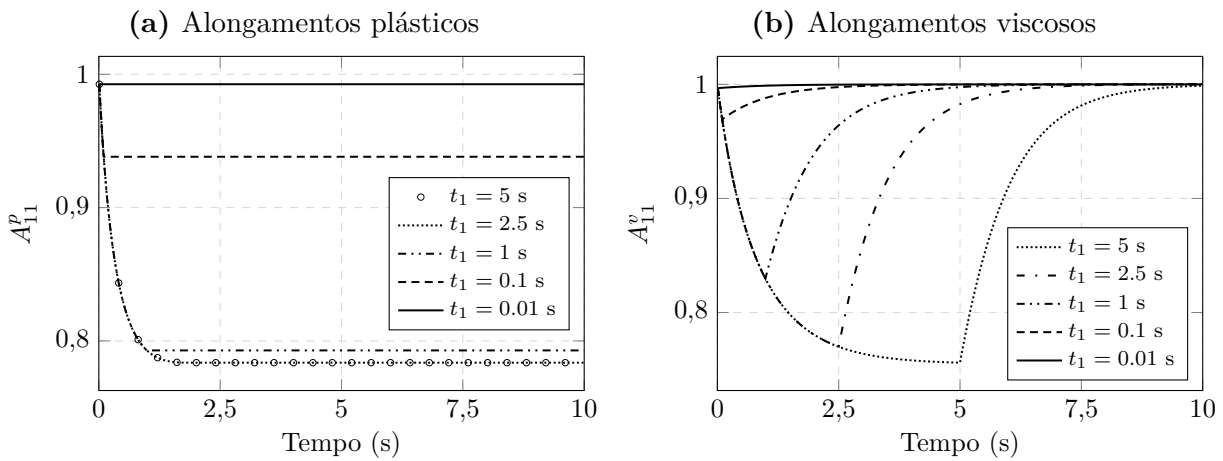 (a) Alongamentos plásticos
1
0,9
0,8
A^p_11
0
2,5
5
7,5
10
Tempo (s)
t₁ = 5 s
t₁ = 2.5 s
t₁ = 1 s
t₁ = 0.1 s
t₁ = 0.01 s
(b) Alongamentos viscosos
1
0,9
0,8
A^v_11
0
2,5
5
7,5
10
Tempo (s)
t₁ = 5 s
t₁ = 2.5 s
t₁ = 1 s
t₁ = 0.1 s
t₁ = 0.01 s